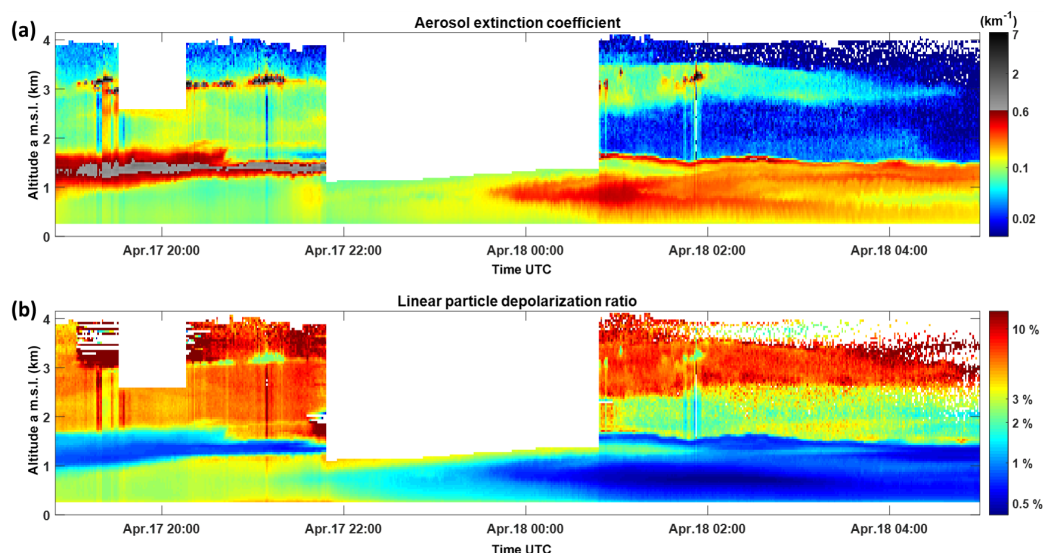 (a)
Aerosol extinction coefficient
(km⁻¹)
Altitude a m.s.l. (km)
4
3
2
1
0
7
2
0.6
0.1
0.02
Apr.17 20:00 Apr.17 22:00 Apr.18 00:00 Apr.18 02:00 Apr.18 04:00
Time UTC
(b)
Linear particle depolarization ratio
Altitude a m.s.l. (km)
4
3
2
1
0
10 %
3 %
2 %
1 %
0.5 %
Apr.17 20:00 Apr.17 22:00 Apr.18 00:00 Apr.18 02:00 Apr.18 04:00
Time UTC